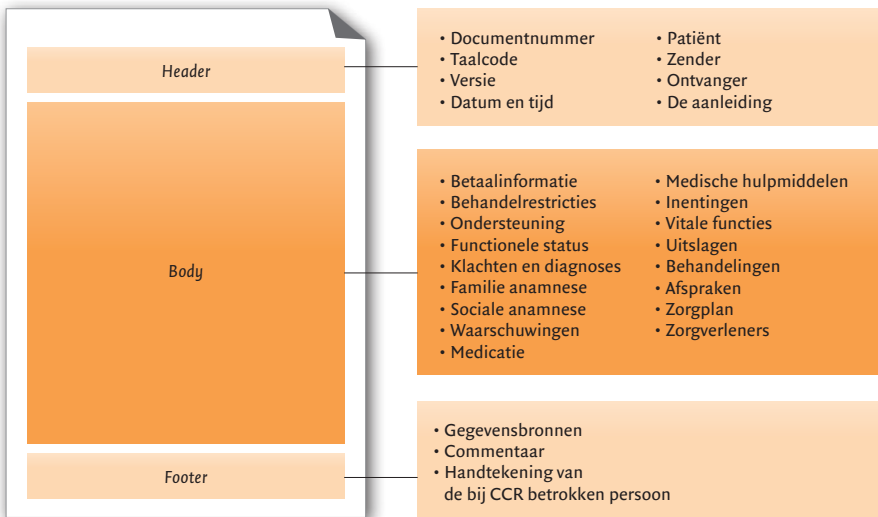 Header
• Documentnummer
• Taalcode
• Versie
• Datum en tijd
• Patiënt
• Zender
• Ontvanger
• De aanleiding
Body
• Betaalinformatie
• Behandelrestricties
• Ondersteuning
• Functionele status
• Klachten en diagnoses
• Familie anamnese
• Sociale anamnese
• Waarschuwingen
• Medicatie
• Medische hulpmiddelen
• Inentingen
• Vitale functies
• Uitslagen
• Behandelingen
• Afspraken
• Zorgplan
• Zorgverleners
Footer
• Gegevensbronnen
• Commentaar
• Handtekening van
de bij CCR betrokken persoon